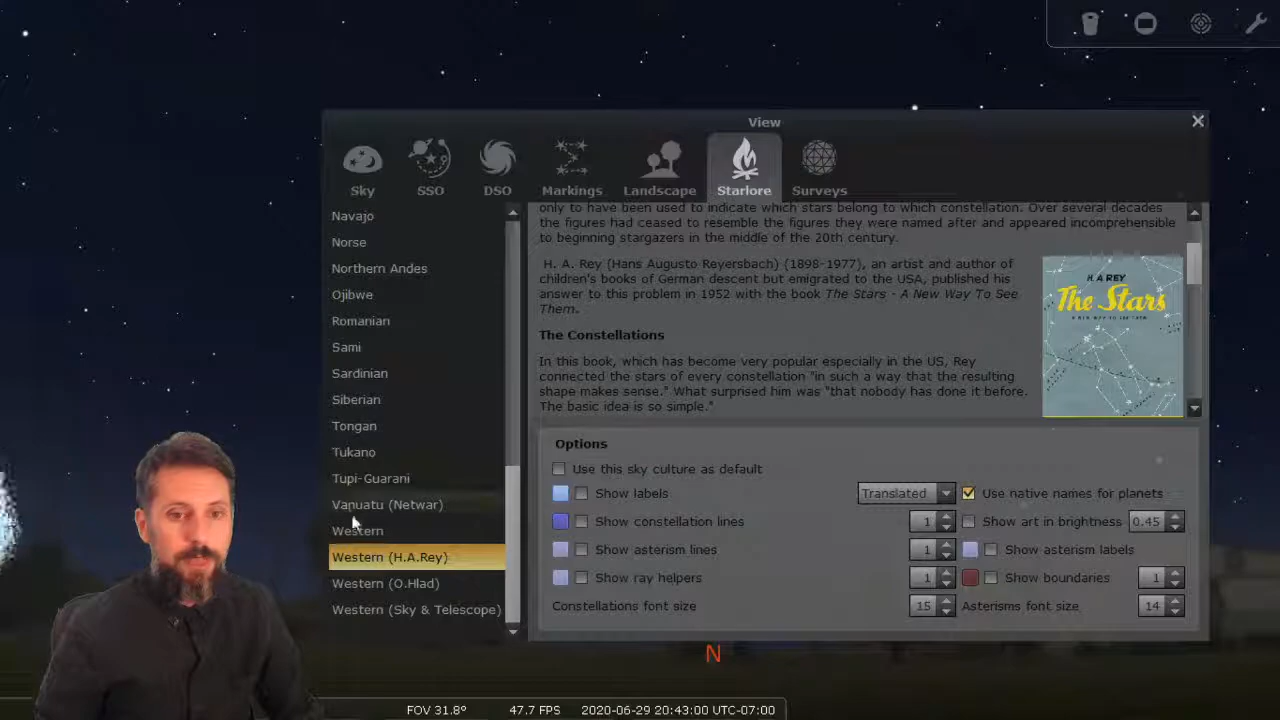 View
Sky
SSO
DSO
Markings
Landscape
Starlore
Surveys
Navajo
Norse
Northern Andes
Ojibwe
Romanian
Sami
Sardinian
Siberian
Tongan
Tukano
Tupi-Guarani
Vanuatu (Netwar)
Western
Western (H.A.Rey)
Western (O.Hlad)
Western (Sky & Telescope)
only to have been used to indicate which stars belong to which constellation. Over several decades
the figures had ceased to resemble the figures they were named after and appeared incomprehensible
to beginning stargazers in the middle of the 20th century.
H. A. Rey (Hans Augusto Reyersbach) (1898-1977), an artist and author of
children's books of German descent but emigrated to the USA, published his
answer to this problem in 1952 with the book The Stars - A New Way To See
Them.
The Constellations
In this book, which has become very popular especially in the US, Rey
connected the stars of every constellation "in such a way that the resulting
shape makes sense." What surprised him was "that nobody has done it before.
The basic idea is so simple."
H. A. REY
The Stars
A NEW WAY TO SEE THEM
Options
Use this sky culture as default
Show labels
Translated
Use native names for planets
Show constellation lines
1
Show art in brightness
0.45
Show asterism lines
1
Show asterism labels
Show ray helpers
1
Show boundaries
1
Constellations font size
15
Asterisms font size
14
N
FOV 31.8°
47.7 FPS
2020-06-29 20:43:00 UTC-07:00